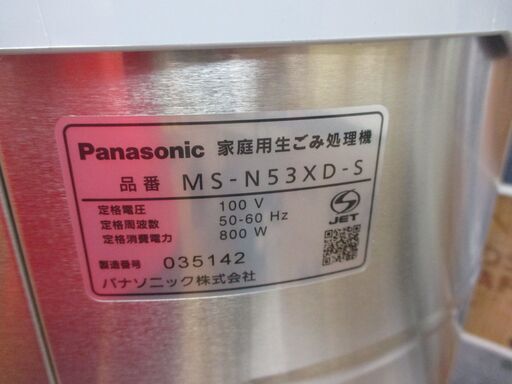 Panasonic 家庭用生ごみ処理機
品番 MS-N53XD-S
定格電圧 100 V
定格周波数 50-60 Hz
定格消費電力 800 W
S
JET
製造番号 035142
パナソニック株式会社